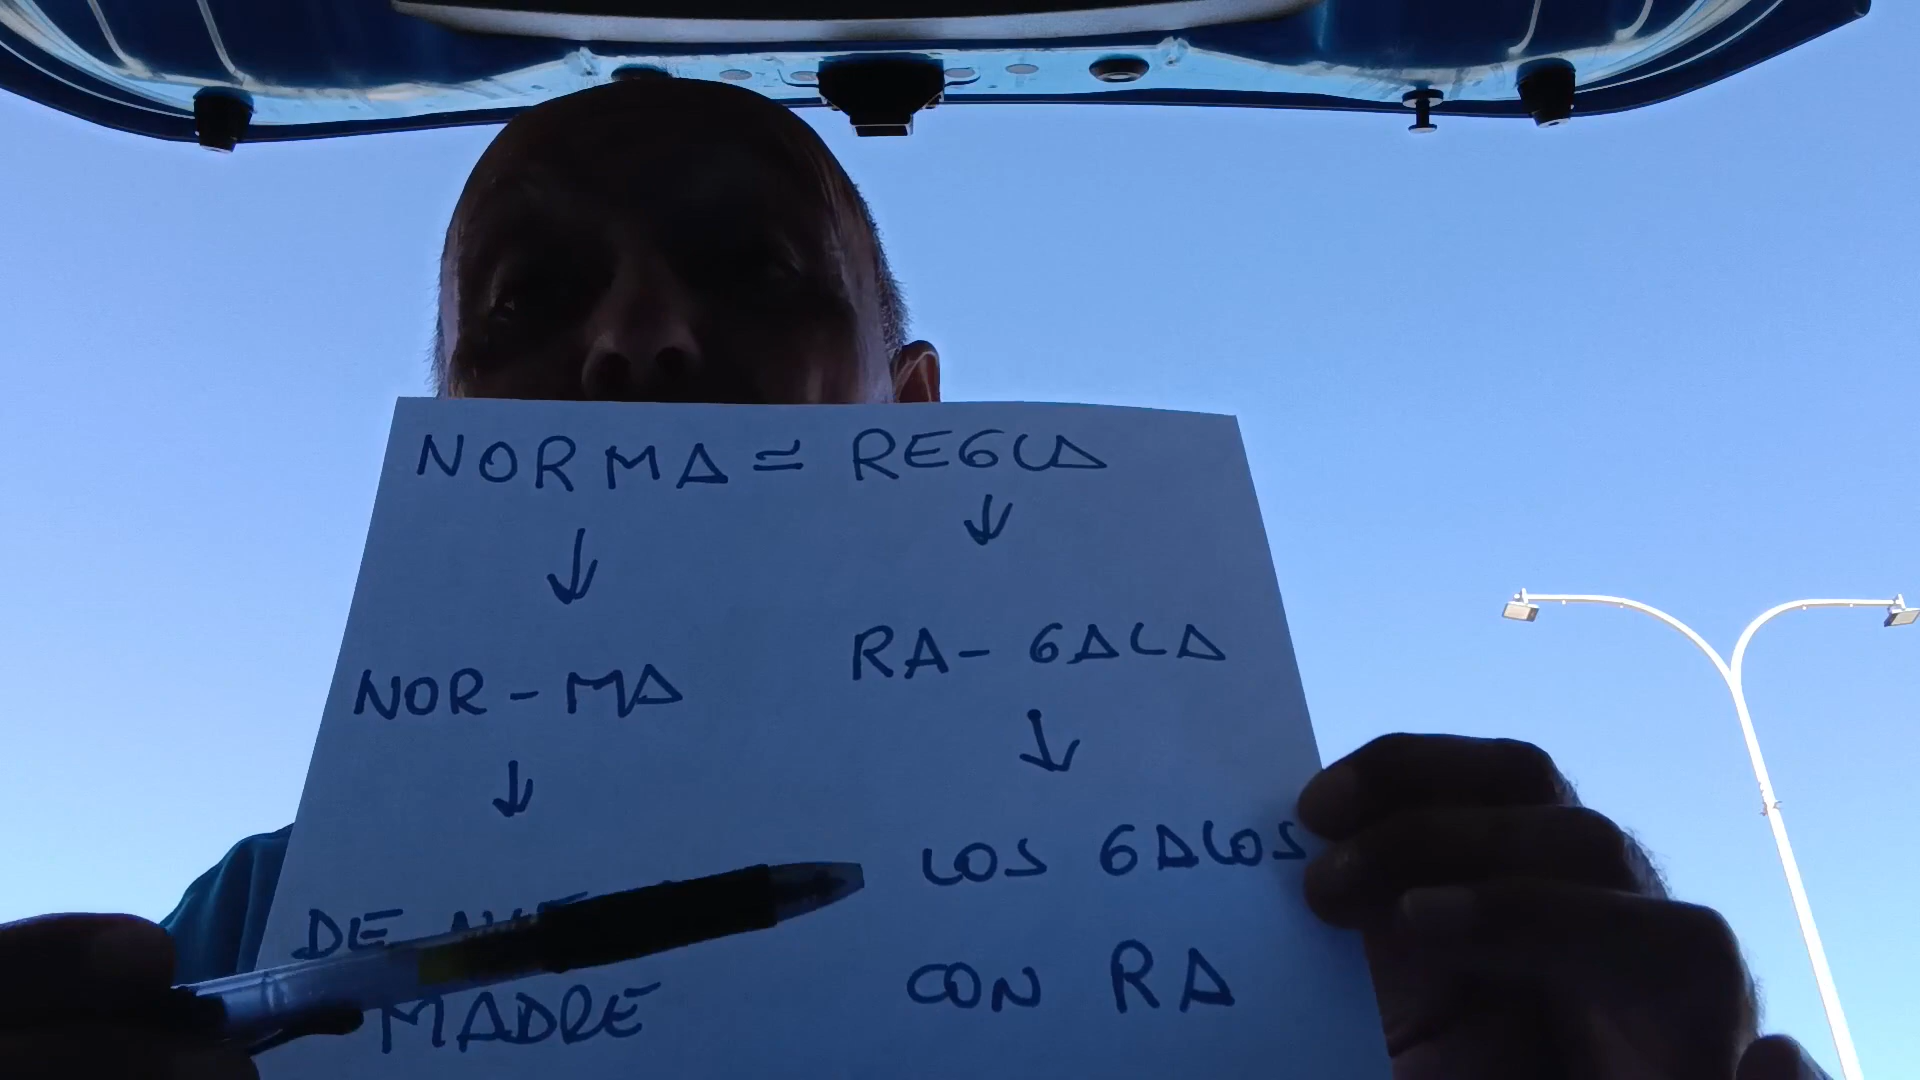 NORMA = REGLA
NOR-MA
RA-GALA
LOS GALOS
CON RA
DE
MADRE